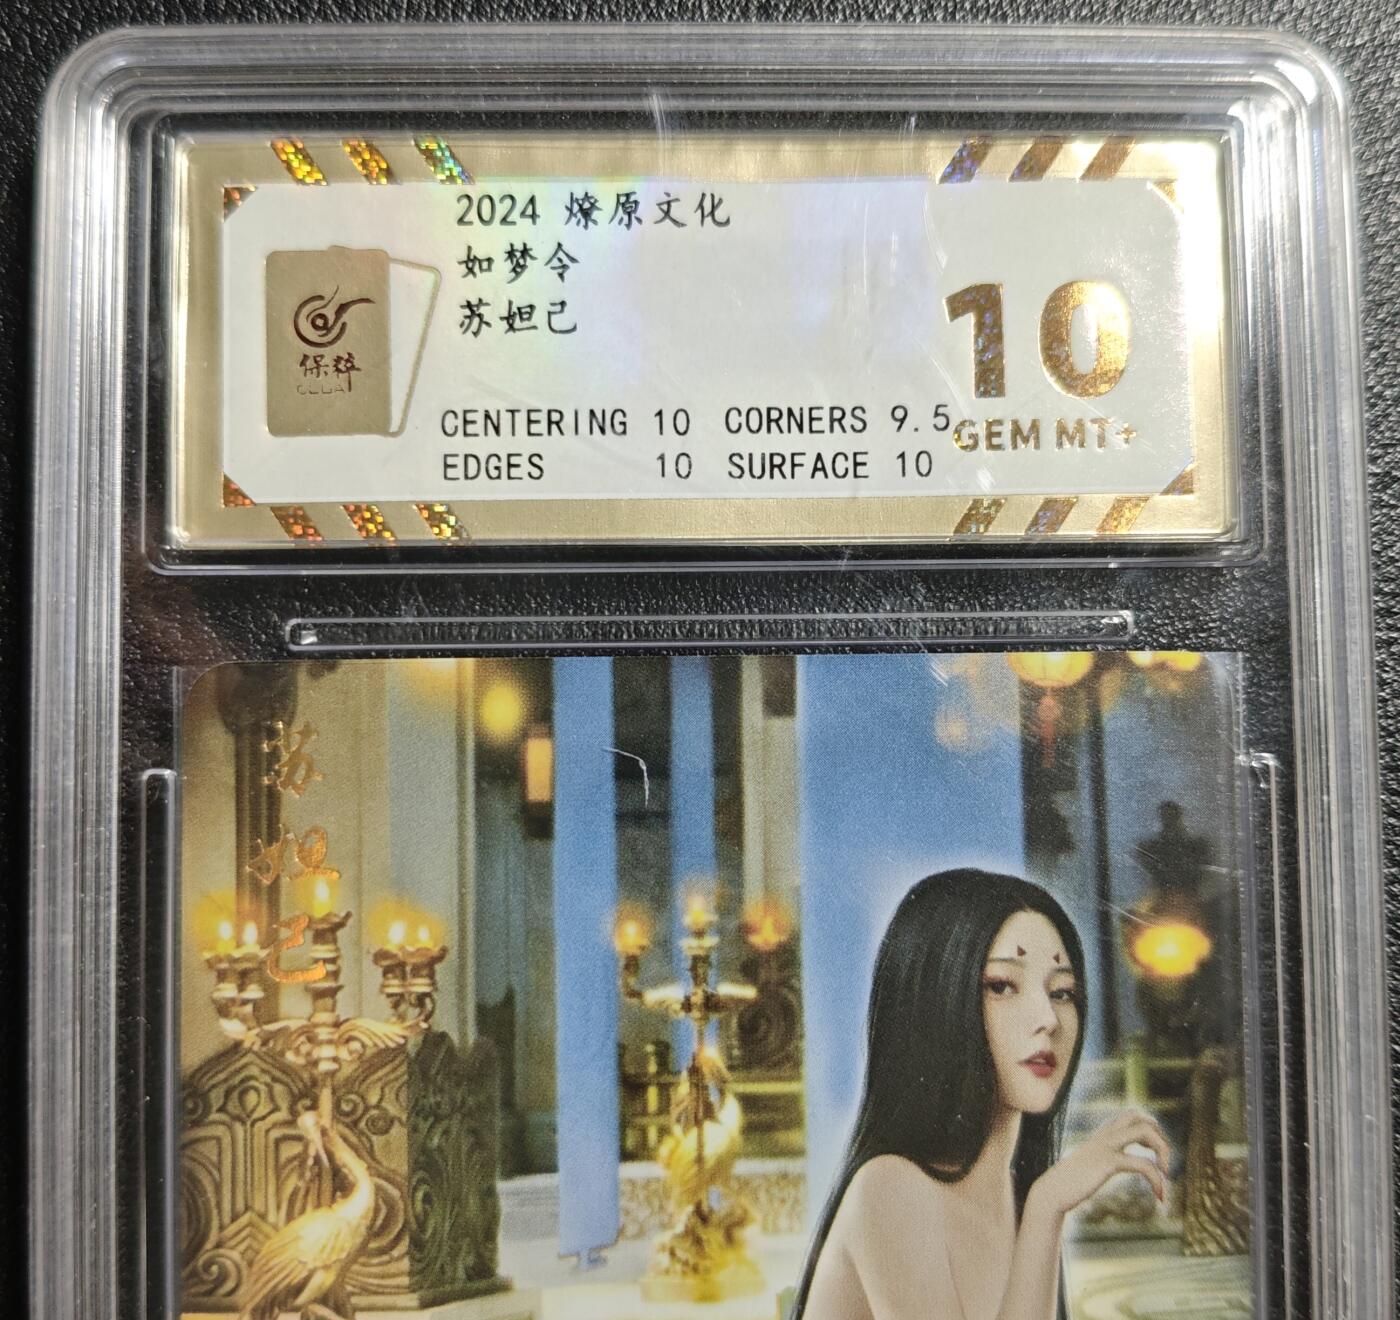 2024 燎原文化
如梦令
苏妲己
保粹
CENTERING 10 CORNERS 9.5
EDGES 10 SURFACE 10
10
GEM MT+
苏
妲
己